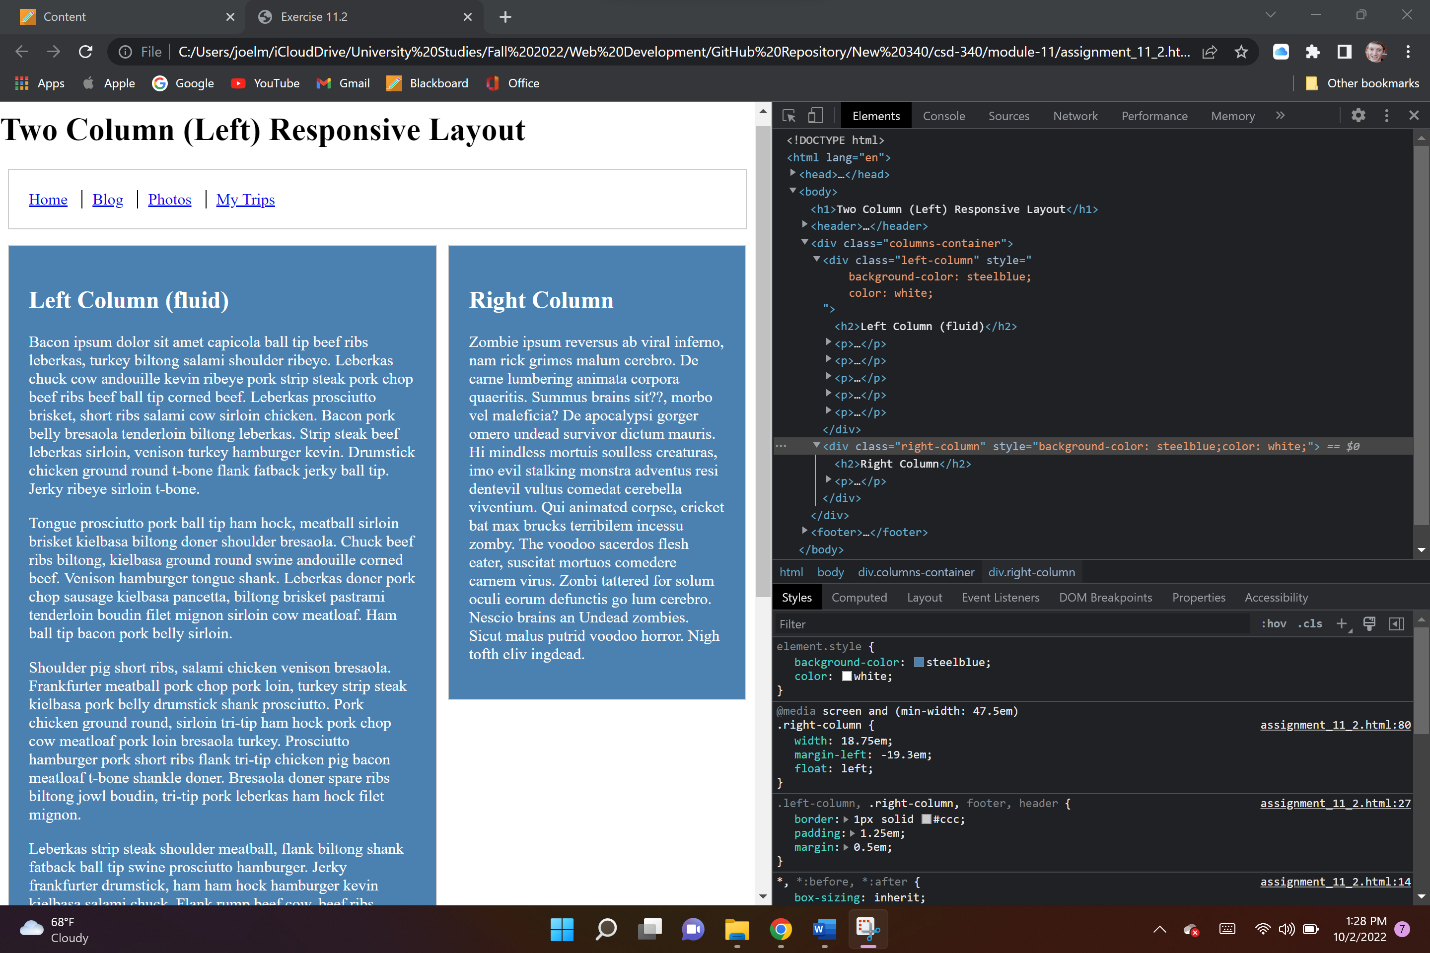 Content
Exercise 11.2
File
C:/Users/joelm/iCloudDrive/University%20Studies/Fall%202022/Web%20Development/GitHub%20Repository/New%20340/csd-340/module-11/assignment_11_2.ht...
Apps
Apple
Google
YouTube
Gmail
Blackboard
Office
Other bookmarks
Two Column (Left) Responsive Layout
Home
Blog
Photos
My Trips
Left Column (fluid)
Bacon ipsum dolor sit amet capicola ball tip beef ribs
leberkas, turkey biltong salami shoulder ribeye. Leberkas
chuck cow andouille kevin ribeye pork strip steak pork chop
beef ribs beef ball tip corned beef. Leberkas prosciutto
brisket, short ribs salami cow sirloin chicken. Bacon pork
belly bresaola tenderloin biltong leberkas. Strip steak beef
leberkas sirloin, venison turkey hamburger kevin. Drumstick
chicken ground round t-bone flank fatback jerky ball tip.
Jerky ribeye sirloin t-bone.
Tongue prosciutto pork ball tip ham hock, meatball sirloin
brisket kielbasa biltong doner shoulder bresaola. Chuck beef
ribs biltong, kielbasa ground round swine andouille corned
beef. Venison hamburger tongue shank. Leberkas doner pork
chop sausage kielbasa pancetta, biltong brisket pastrami
tenderloin boudin filet mignon sirloin cow meatloaf. Ham
ball tip bacon pork belly sirloin.
Shoulder pig short ribs, salami chicken venison bresaola.
Frankfurter meatball pork chop pork loin, turkey strip steak
kielbasa pork belly drumstick shank prosciutto. Pork
chicken ground round, sirloin tri-tip ham hock pork chop
cow meatloaf pork loin bresaola turkey. Prosciutto
hamburger pork short ribs flank tri-tip chicken pig bacon
meatloaf t-bone shankle doner. Bresaola doner spare ribs
biltong jowl boudin, tri-tip pork leberkas ham hock filet
mignon.
Leberkas strip steak shoulder meatball, flank biltong shank
fatback ball tip swine prosciutto hamburger. Jerky
frankfurter drumstick, ham ham hock hamburger kevin
kielbasa salami chuck. Flank rump beef cow, beef ribs
Right Column
Zombie ipsum reversus ab viral inferno,
nam rick grimes malum cerebro. De
carne lumbering animata corpora
quaeritis. Summus brains sit??, morbo
vel maleficia? De apocalypsi gorger
omero undead survivor dictum mauris.
Hi mindless mortuis soulless creaturas,
imo evil stalking monstra adventus resi
dentevil vultus comedat cerebella
viventium. Qui animated corpse, cricket
bat max brucks terribilem incessu
zomby. The voodoo sacerdos flesh
eater, suscitat mortuos comedere
carnem virus. Zonbi tattered for solum
oculi eorum defunctis go lum cerebro.
Nescio brains an Undead zombies.
Sicut malus putrid voodoo horror. Nigh
tofth eliv ingdead.
Elements
Console
Sources
Network
Performance
Memory
»
<!DOCTYPE html>
<html lang="en">
<head>…</head>
<body>
<h1>Two Column (Left) Responsive Layout</h1>
<header>…</header>
<div class="columns-container">
<div class="left-column" style="
background-color: steelblue;
color: white;
">
<h2>Left Column (fluid)</h2>
<p>…</p>
<p>…</p>
<p>…</p>
<p>…</p>
<p>…</p>
</div>
<div class="right-column" style="background-color: steelblue;color: white;"> == $0
<h2>Right Column</h2>
<p>…</p>
</div>
</div>
<footer>…</footer>
</body>
html
body
div.columns-container
div.right-column
Styles
Computed
Layout
Event Listeners
DOM Breakpoints
Properties
Accessibility
Filter
:hov
.cls
element.style {
background-color: steelblue;
color: white;
}
@media screen and (min-width: 47.5em)
.right-column { assignment_11_2.html:80
width: 18.75em;
margin-left: -19.3em;
float: left;
}
.left-column, .right-column, footer, header { assignment_11_2.html:27
border: 1px solid #ccc;
padding: 1.25em;
margin: 0.5em;
}
*, *:before, *:after { assignment_11_2.html:14
box-sizing: inherit;
68°F
Cloudy
1:28 PM
10/2/2022
7